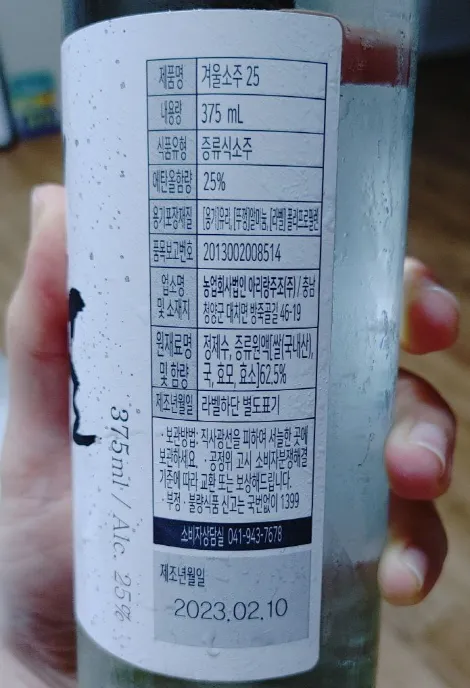 제품명 겨울소주 25
내용량 375 mL
식품유형 증류식소주
에탄올함량 25%
용기포장재질 [용기]유리, [뚜껑]알미늄, [라벨]폴리프로필렌
품목보고번호 2013002008514
업소명 농업회사법인 아리랑주조(주) / 충남
및 소재지 청양군 대치면 방죽골길 46-19
원재료명 정제수, 증류원액[쌀(국내산),
및 함량 국, 효모, 효소]62.5%
제조년월일 라벨하단 별도표기
·보관방법: 직사광선을 피하여 서늘한 곳에
보관하세요. ·공정위 고시 소비자분쟁해결
기준에 따라 교환 또는 보상해드립니다.
·부정·불량식품 신고는 국번없이 1399
소비자상담실 041-943-7678
제조년월일
2023.02.10
375ml / Alc. 25%